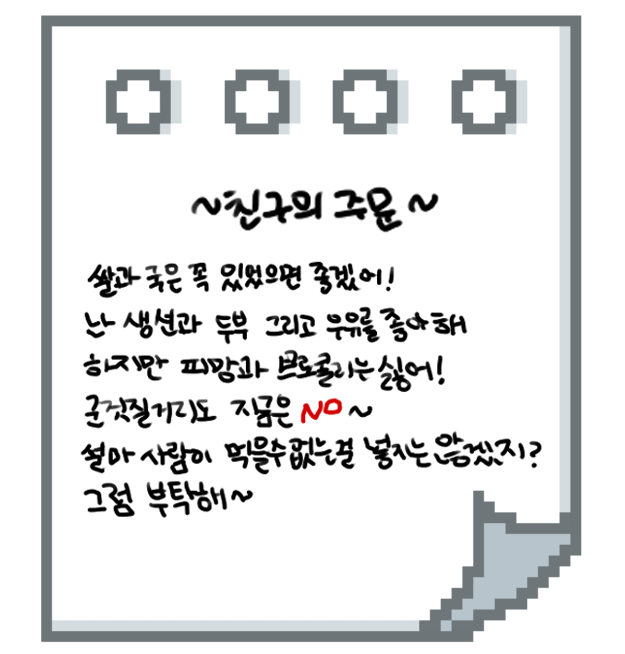 ~친구의 주문~
쌀과 국은 꼭 있었으면 좋겠어!
난 생선과 두부 그리고 우유를 좋아해
하지만 피망과 브로콜리는 싫어!
군것질거리도 지금은 NO~
설마 사람이 먹을수 없는걸 넣지는 않겠지?
그럼 부탁해~